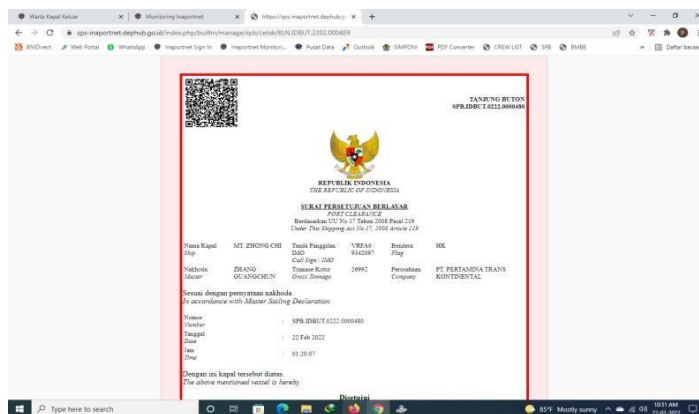 Warta Kapal Keluar
Monitoring Inaportnet
https://sps-inaportnet.dephub.go
sps-inaportnet.dephub.go.id/index.php/builtin/manage/spb/cetak/BLN.IDBUT.2202.000489
BNIDirect
Web Portal
WhatsApp
Inaportnet Sign In
Inaportnet Monitori...
Pusat Data
Outlook
SIMPONI
PDF Converter
CREW LIST
SPB
Daftar bacaan
TANJUNG BUTON
SPB.IDBUT.0222.0000480
REPUBLIK INDONESIA
THE REPUBLIC OF INDONESIA
SURAT PERSETUJUAN BERLAYAR
PORT CLEARANCE
Berdasarkan UU No 17 Tahun 2008 Pasal 219
Under The Shipping Act No.17, 2008 Article 219
Nama Kapal MT. ZHONG CHI Tanda Panggilan / VRFA6 / Bendera HK
Ship IMO 9342097 Flag
Call Sign / IMO
Nakhoda ZHANG Tonnase Kotor 26992 Perusahaan PT. PERTAMINA TRANS
Master GUANGCHUN Gross Tonnage Company KONTINENTAL
Sesuai dengan pernyataan nakhoda
In accordance with Master Sailing Declaration
Nomor
Number : SPB.IDBUT.0222.0000480
Tanggal
Date : 22 Feb 2022
Jam
Time : 01:20:07
Dengan ini kapal tersebut diatas,
The above mentioned vessel is hereby
Disetujui
Type here to search
85°F Mostly sunny
10:31 AM
22-02-2022